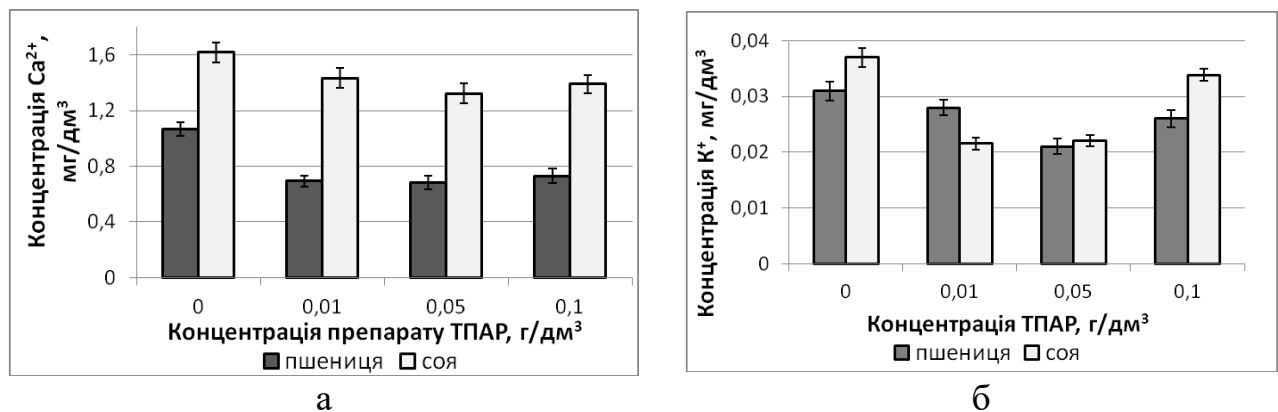 Концентрація Ca²⁺,
мг/дм³
1,6
1,2
0,8
0,4
0
0 0,01 0,05 0,1
Концентрація препарату ТПАР, г/дм³
пшениця соя
а
Концентрація К⁺, мг/дм³
0,04
0,03
0,02
0,01
0
0 0,01 0,05 0,1
Концентрація ТПАР, г/дм³
пшениця соя
б